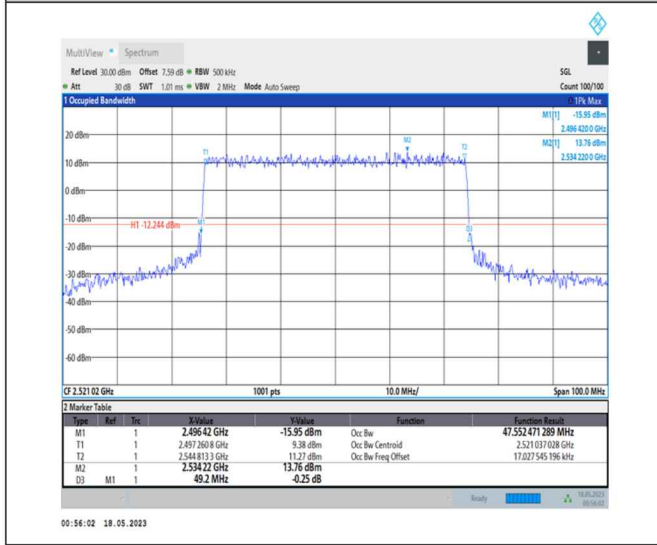 MultiView Spectrum
Ref Level 30.00 dBm Offset 7.59 dB RBW 500 kHz SGL
Att 30 dB SWT 1.01 ms VBW 2 MHz Mode Auto Sweep Count 100/100
1 Occupied Bandwidth 1Pk Max
M1[1] -15.95 dBm
2.496 420 0 GHz
M2[1] 13.76 dBm
2.534 220 0 GHz
20 dBm
M2
T1 T2
10 dBm
0 dBm
-10 dBm
H1 -12.244 dBm
M1
D3
-20 dBm
-30 dBm
-40 dBm
-50 dBm
-60 dBm
CF 2.521 02 GHz 1001 pts 10.0 MHz/ Span 100.0 MHz
2 Marker Table
Type Ref Trc X-Value Y-Value Function Function Result
M1 1 2.496 42 GHz -15.95 dBm Occ Bw 47.552 471 289 MHz
T1 1 2.497 260 8 GHz 9.38 dBm Occ Bw Centroid 2.521 037 028 GHz
T2 1 2.544 813 3 GHz 11.27 dBm Occ Bw Freq Offset 17.027 545 196 kHz
M2 1 2.534 22 GHz 13.76 dBm
D3 M1 1 49.2 MHz -0.25 dB
Ready 18.05.2023
00:56:02
00:56:02 18.05.2023